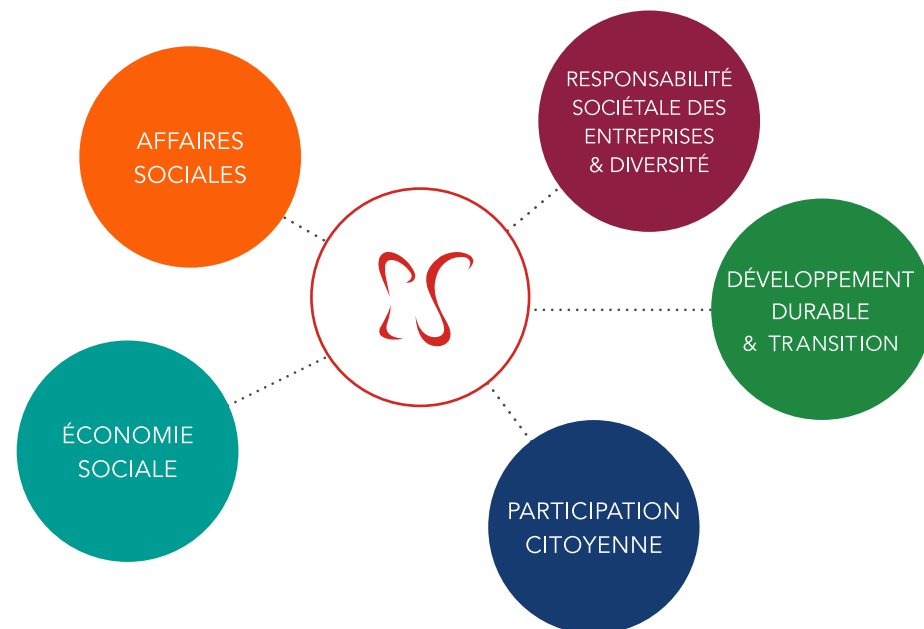 AFFAIRES
SOCIALES
RESPONSABILITÉ
SOCIÉTALE DES
ENTREPRISES
& DIVERSITÉ
DÉVELOPPEMENT
DURABLE
& TRANSITION
ÉCONOMIE
SOCIALE
PARTICIPATION
CITOYENNE